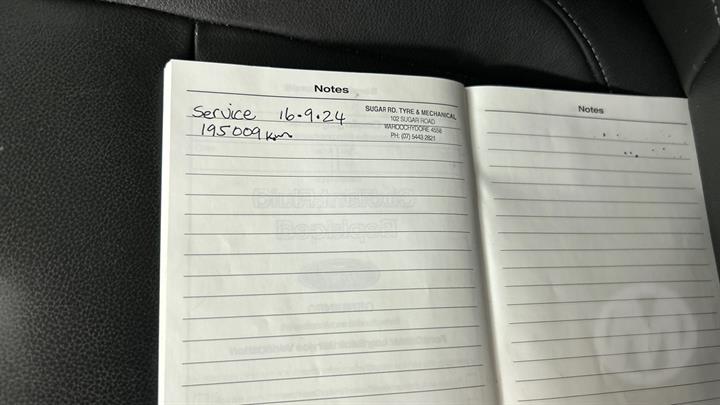 Notes
Service 16.9.24
195009 Kms
SUGAR RD. TYRE & MECHANICAL
102 SUGAR ROAD
MAROOCHYDORE 4558
PH: (07) 5443 2821
Notes